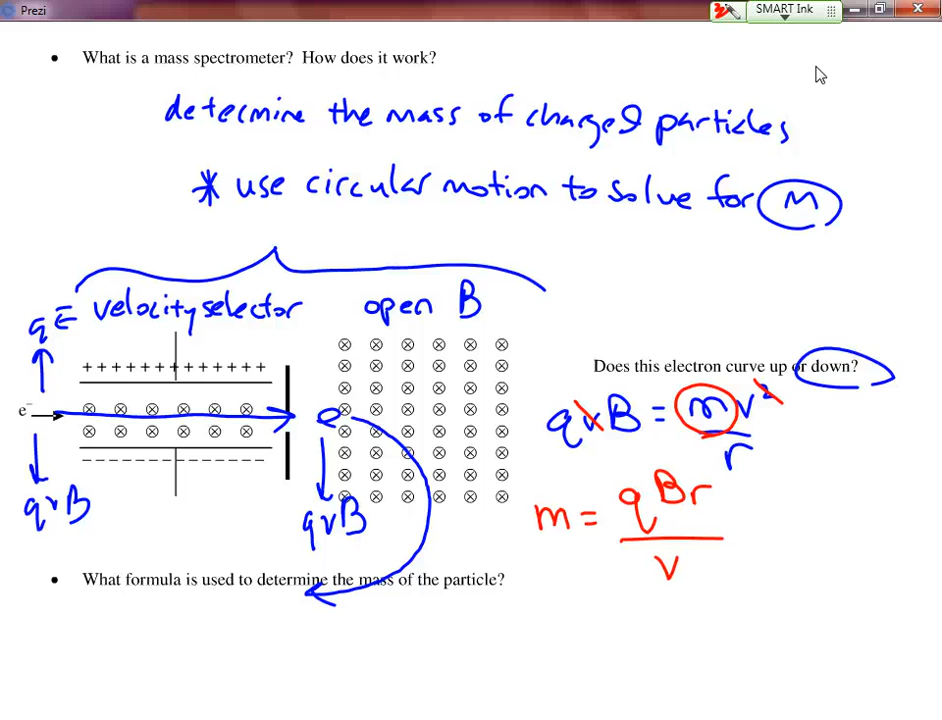 Prezi
SMART Ink
• What is a mass spectrometer? How does it work?
determine the mass of charged particles
* use circular motion to solve for m
velocity selector
open B
qE
+ + + + + + + + + + + + +
⊗ ⊗ ⊗ ⊗ ⊗ ⊗
⊗ ⊗ ⊗ ⊗ ⊗ ⊗
⊗ ⊗ ⊗ ⊗ ⊗ ⊗
Does this electron curve up or down?
e⁻
⊗ ⊗ ⊗ ⊗ ⊗ ⊗
e
⊗ ⊗ ⊗ ⊗ ⊗ ⊗
⊗ ⊗ ⊗ ⊗ ⊗ ⊗
⊗ ⊗ ⊗ ⊗ ⊗ ⊗
qvB = mv²/r
– – – – – – – – – – – – –
⊗ ⊗ ⊗ ⊗ ⊗ ⊗
⊗ ⊗ ⊗ ⊗ ⊗ ⊗
⊗ ⊗ ⊗ ⊗ ⊗ ⊗
qvB
qvB
m = qBr/v
• What formula is used to determine the mass of the particle?